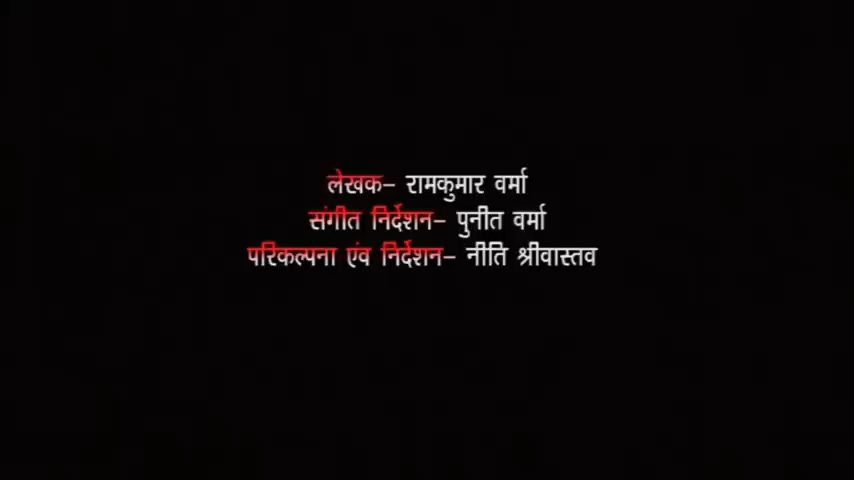 लेखक- रामकुमार वर्मा
संगीत निर्देशन- पुनीत वर्मा
परिकल्पना एंव निर्देशन- नीति श्रीवास्तव